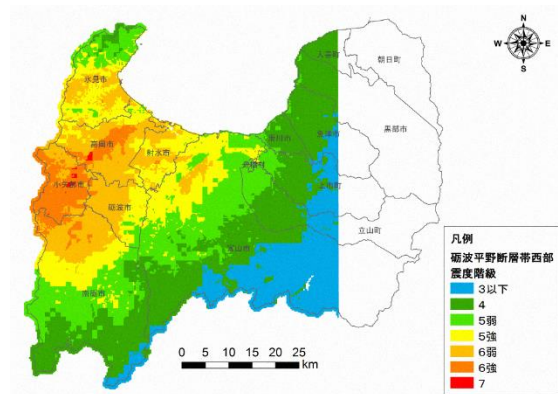 N
W E
S
入善町
朝日町
氷見市
黒部市
魚津市
高岡市
射水市
滑川市
舟橋村
上市町
小矢部市
砺波市
立山町
富山市
南砺市
凡例
砺波平野断層帯西部
震度階級
3以下
4
5弱
5強
6弱
6強
7
0 5 10 15 20 25
km